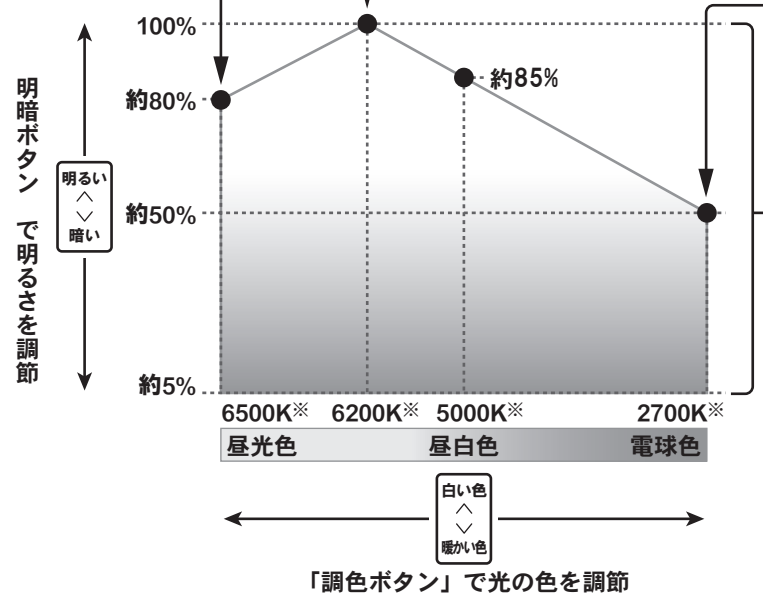 100%
約80%
約85%
約50%
約5%
明暗ボタン で明るさを調節
明るい
暗い
6500K※ 6200K※ 5000K※ 2700K※
昼光色 昼白色 電球色
白い色
暖かい色
「調色ボタン」で光の色を調節